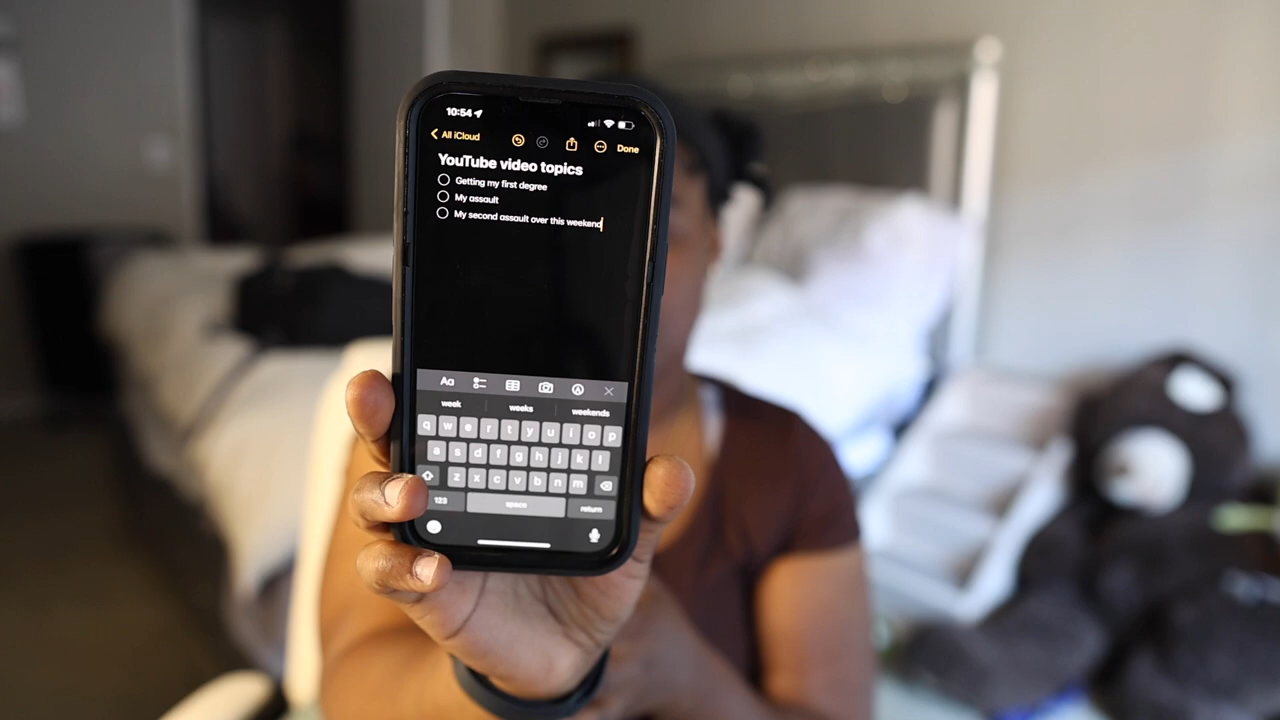 10:54
All iCloud
Done
YouTube video topics
Getting my first degree
My assault
My second assault over this weekend
Aa
week weeks weekends
q w e r t y u i o p
a s d f g h j k l
z x c v b n m
123 space return